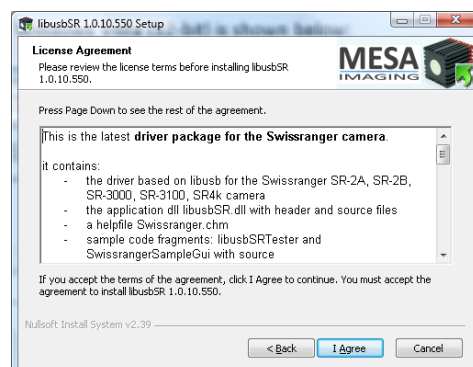 libusbSR 1.0.10.550 Setup
License Agreement
Please review the license terms before installing libusbSR
1.0.10.550.
MESA
IMAGING
Press Page Down to see the rest of the agreement.
This is the latest driver package for the Swissranger camera.
it contains:
- the driver based on libusb for the Swissranger SR-2A, SR-2B,
SR-3000, SR-3100, SR4k camera
- the application dll libusbSR.dll with header and source files
- a helpfile Swissranger.chm
- sample code fragments: libusbSRTester and
SwissrangerSampleGui with source
If you accept the terms of the agreement, click I Agree to continue. You must accept the
agreement to install libusbSR 1.0.10.550.
Nullsoft Install System v2.39
< Back
I Agree
Cancel